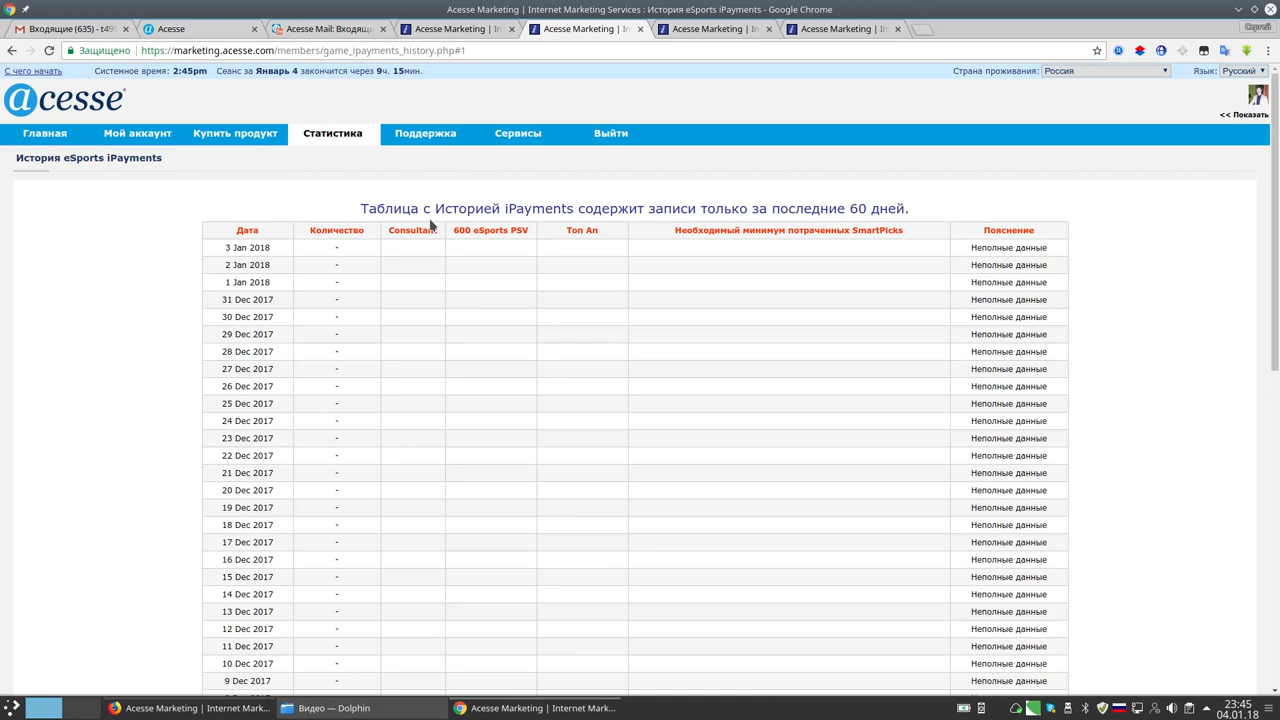 Acesse Marketing | Internet Marketing Services : История eSports iPayments - Google Chrome
Входящие (635) - t495
Acesse
Acesse Mail: Входящ
Acesse Marketing | In
Acesse Marketing | In
Acesse Marketing | In
Acesse Marketing | In
Сергей
Защищено
https://marketing.acesse.com/members/game_ipayments_history.php#1
С чего начать
Системное время: 2:45pm
Сеанс за Январь 4 закончится через 9ч. 15мин.
Страна проживания:
Россия
Язык:
Русский
acesse
<< Показать
Главная
Мой аккаунт
Купить продукт
Статистика
Поддержка
Сервисы
Выйти
История eSports iPayments
Таблица с Историей iPayments содержит записи только за последние 60 дней.
Дата Количество Consultant 600 eSports PSV Топ Ап Необходимый минимум потраченных SmartPicks Пояснение
3 Jan 2018 - Неполные данные
2 Jan 2018 - Неполные данные
1 Jan 2018 - Неполные данные
31 Dec 2017 - Неполные данные
30 Dec 2017 - Неполные данные
29 Dec 2017 - Неполные данные
28 Dec 2017 - Неполные данные
27 Dec 2017 - Неполные данные
26 Dec 2017 - Неполные данные
25 Dec 2017 - Неполные данные
24 Dec 2017 - Неполные данные
23 Dec 2017 - Неполные данные
22 Dec 2017 - Неполные данные
21 Dec 2017 - Неполные данные
20 Dec 2017 - Неполные данные
19 Dec 2017 - Неполные данные
18 Dec 2017 - Неполные данные
17 Dec 2017 - Неполные данные
16 Dec 2017 - Неполные данные
15 Dec 2017 - Неполные данные
14 Dec 2017 - Неполные данные
13 Dec 2017 - Неполные данные
12 Dec 2017 - Неполные данные
11 Dec 2017 - Неполные данные
10 Dec 2017 - Неполные данные
9 Dec 2017 - Неполные данные
Acesse Marketing | Internet Mark...
Видео — Dolphin
Acesse Marketing | Internet Mark...
23:45
04.01.18